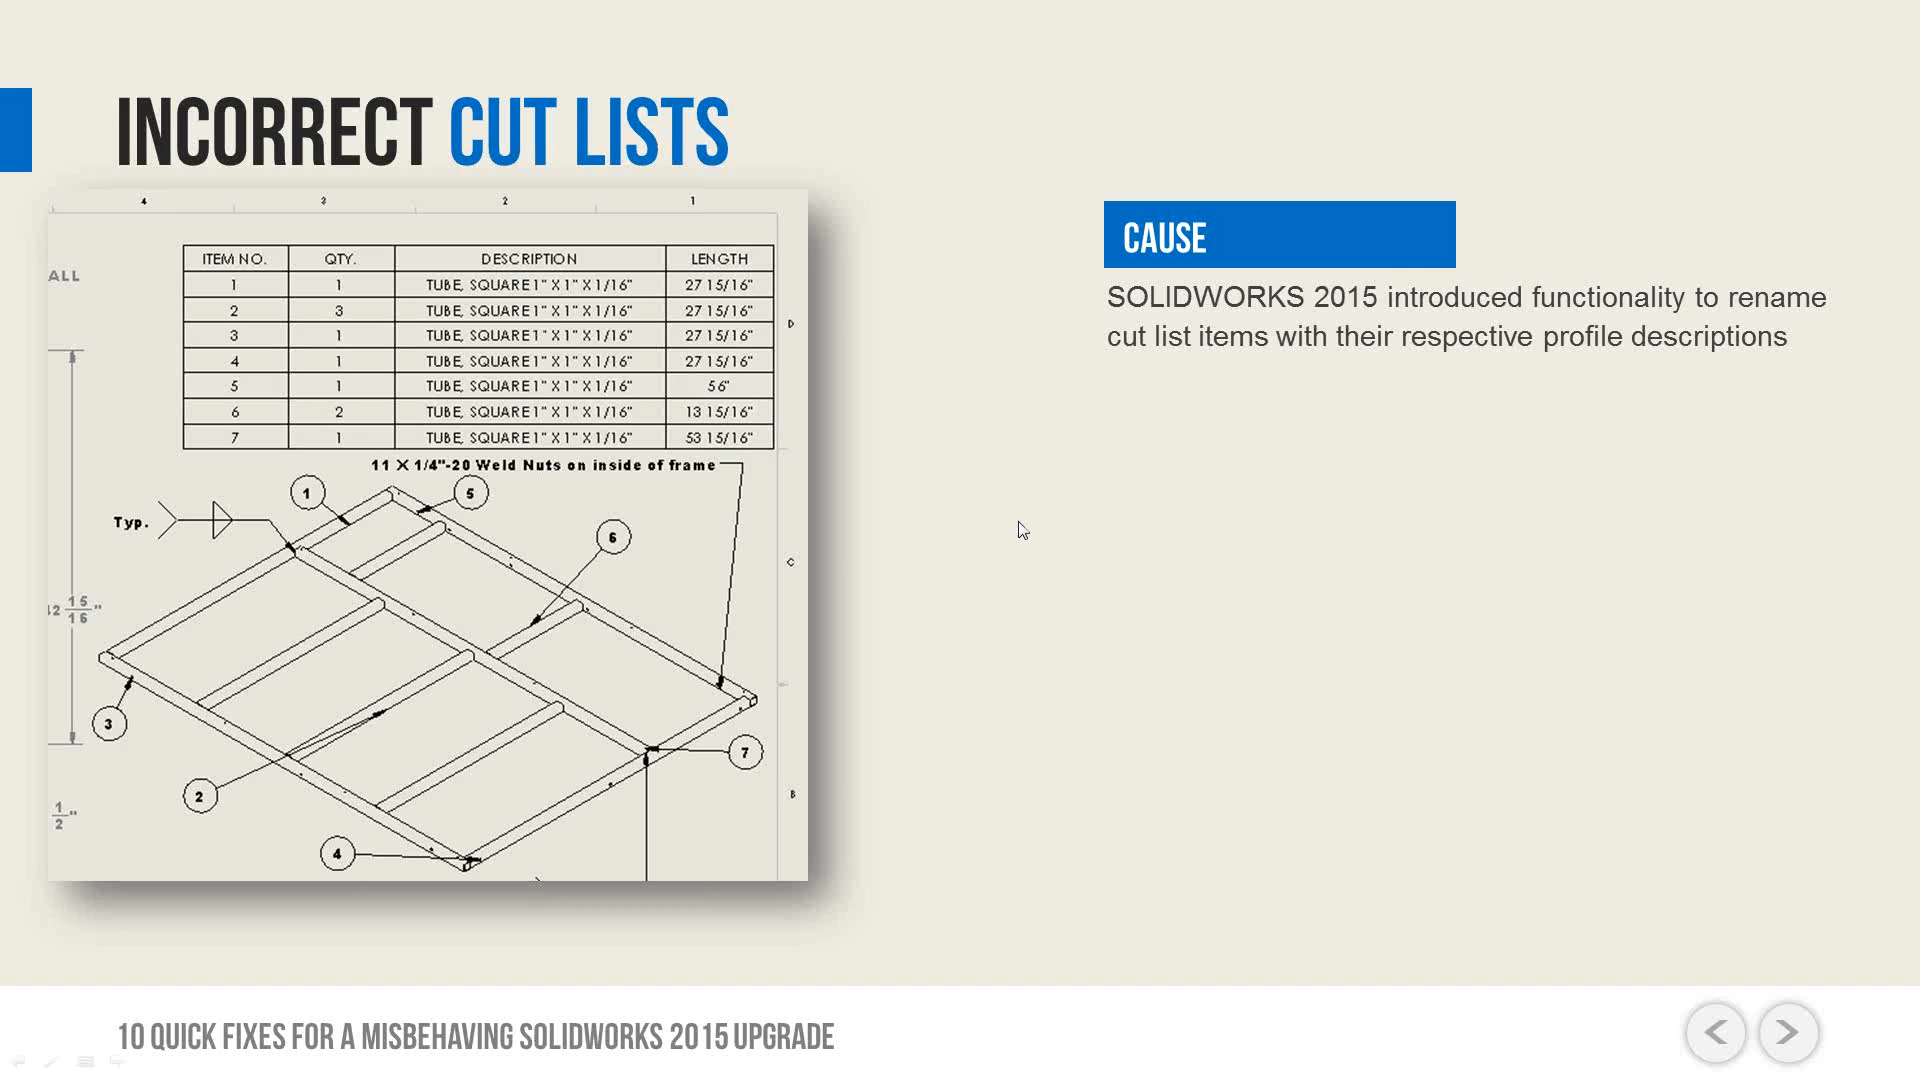 INCORRECT CUT LISTS
4 3 2 1
ALL
ITEM NO. QTY. DESCRIPTION LENGTH
1 1 TUBE, SQUARE 1" X 1" X 1/16" 27 15/16"
2 3 TUBE, SQUARE 1" X 1" X 1/16" 27 15/16"
3 1 TUBE, SQUARE 1" X 1" X 1/16" 27 15/16"
4 1 TUBE, SQUARE 1" X 1" X 1/16" 27 15/16"
5 1 TUBE, SQUARE 1" X 1" X 1/16" 56"
6 2 TUBE, SQUARE 1" X 1" X 1/16" 13 15/16"
7 1 TUBE, SQUARE 1" X 1" X 1/16" 53 15/16"
D
11 X 1/4"-20 Weld Nuts on inside of frame
1
5
Typ.
6
C
2 15/16"
3
7
2
B
1/2"
4
CAUSE
SOLIDWORKS 2015 introduced functionality to rename
cut list items with their respective profile descriptions
10 QUICK FIXES FOR A MISBEHAVING SOLIDWORKS 2015 UPGRADE